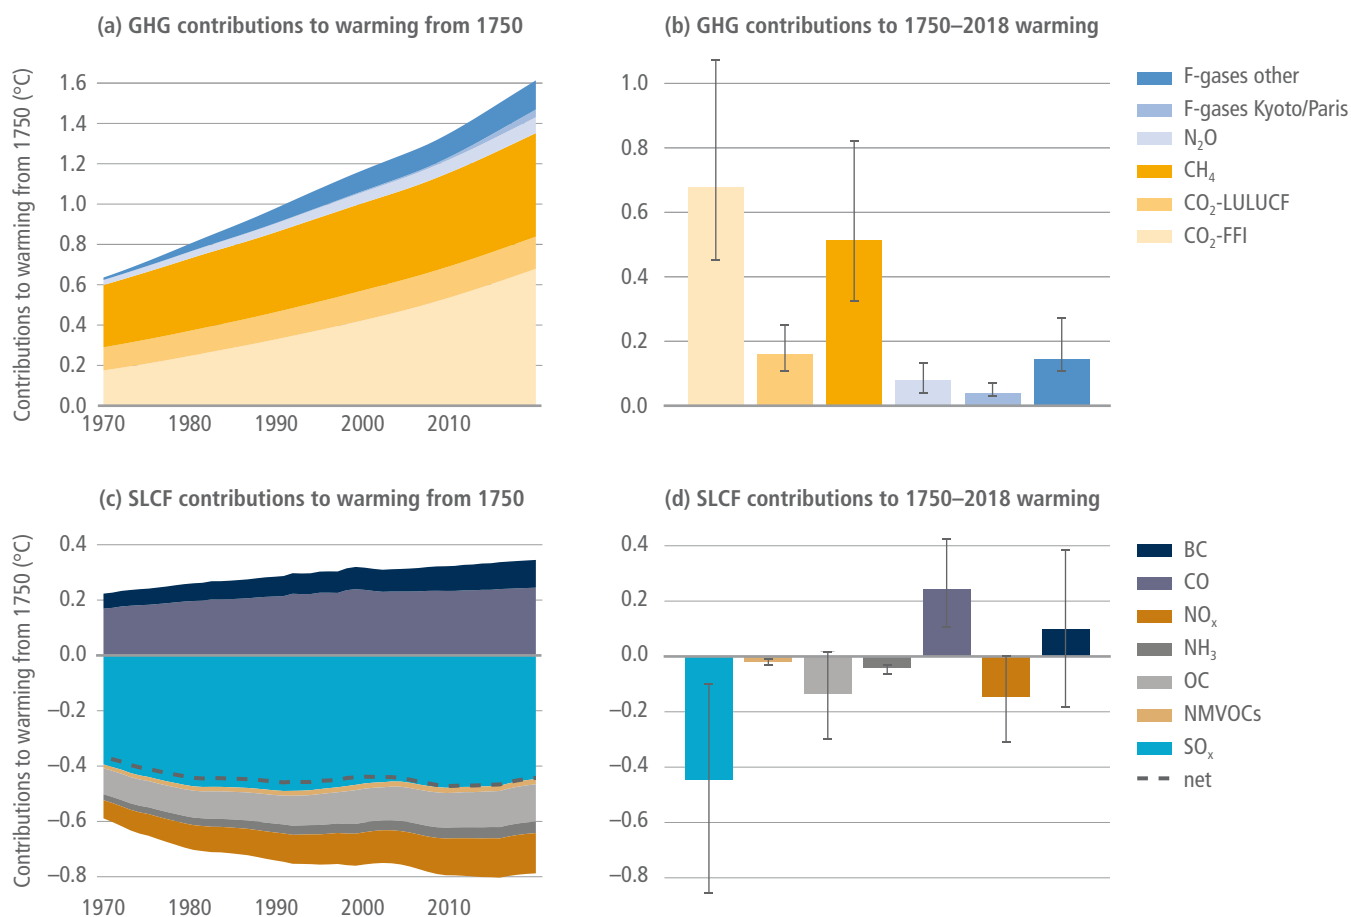 (a) GHG contributions to warming from 1750
(b) GHG contributions to 1750–2018 warming
Contributions to warming from 1750 (°C)
1.6
1.4
1.2
1.0
0.8
0.6
0.4
0.2
0.0
1970 1980 1990 2000 2010
1.0
0.8
0.6
0.4
0.2
0.0
F-gases other
F-gases Kyoto/Paris
N₂O
CH₄
CO₂-LULUCF
CO₂-FFI
(c) SLCF contributions to warming from 1750
(d) SLCF contributions to 1750–2018 warming
Contributions to warming from 1750 (°C)
0.4
0.2
0.0
–0.2
–0.4
–0.6
–0.8
1970 1980 1990 2000 2010
0.4
0.2
0.0
–0.2
–0.4
–0.6
–0.8
BC
CO
NOₓ
NH₃
OC
NMVOCs
SOₓ
net